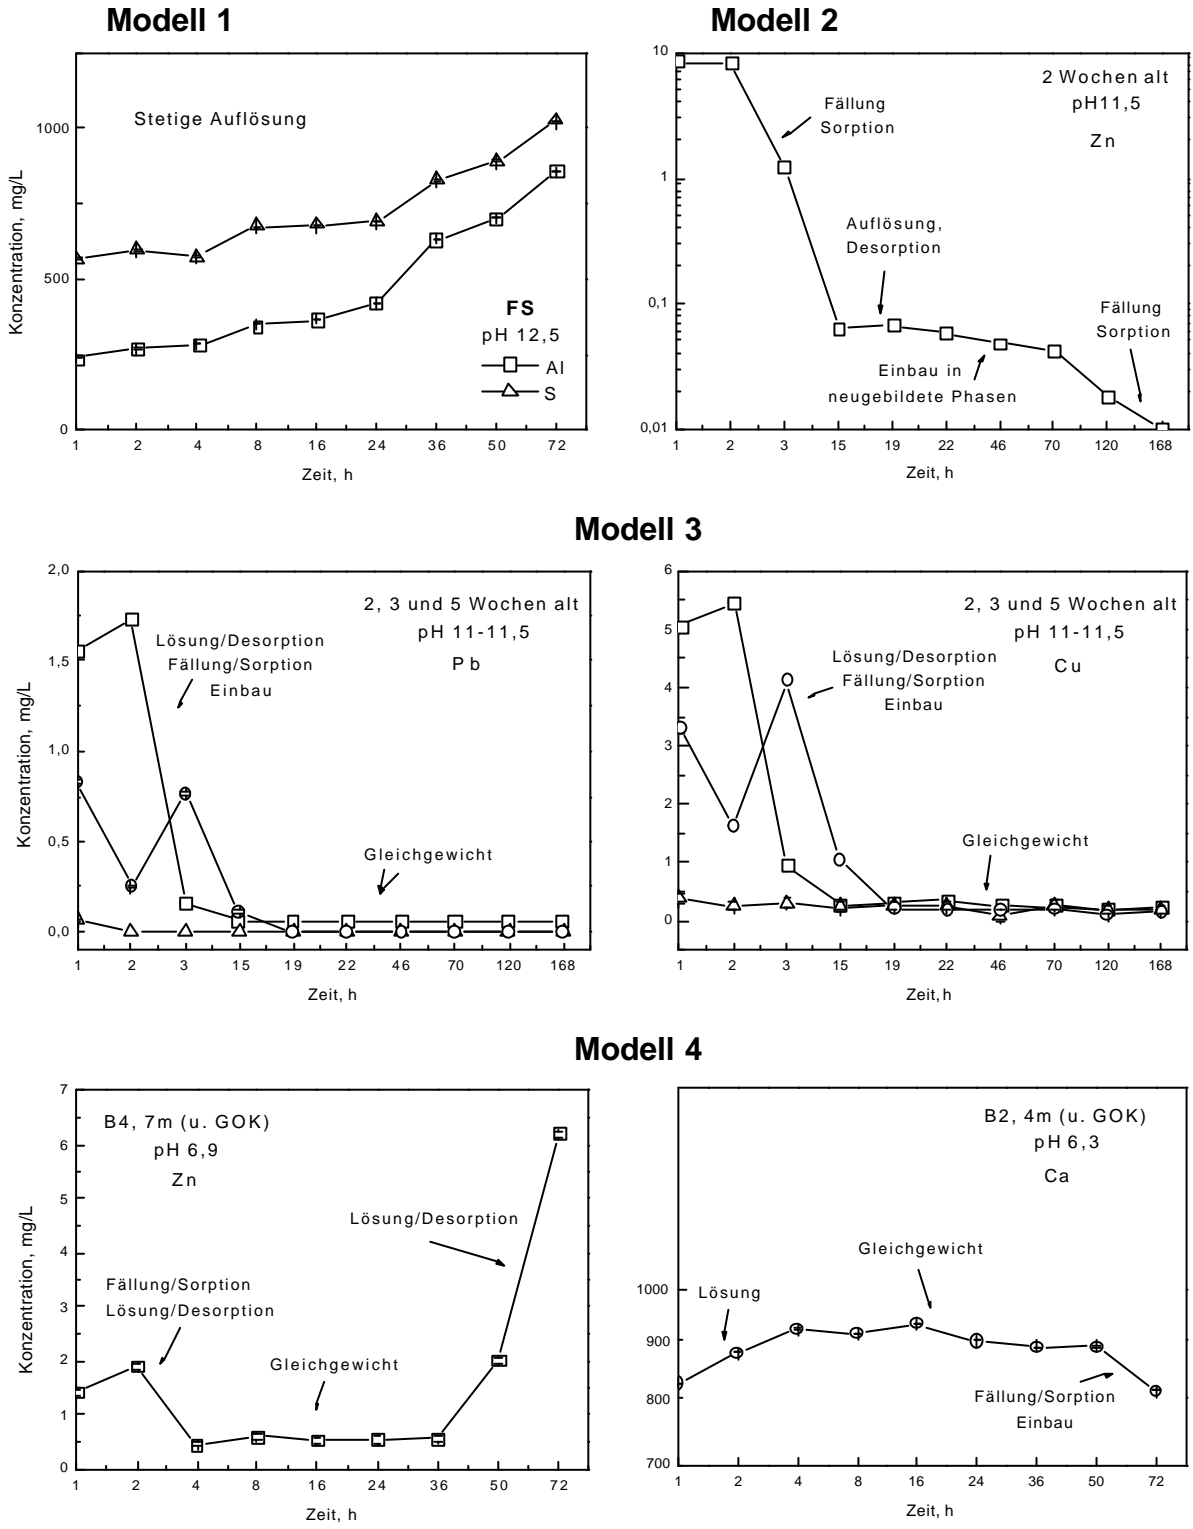 Modell 1
Modell 2
Konzentration, mg/L
1000
500
0
Stetige Auflösung
FS
pH 12,5
Al
S
1 2 4 8 16 24 36 50 72
Zeit, h
10
1
0,1
0,01
2 Wochen alt
pH11,5
Zn
Fällung
Sorption
Auflösung,
Desorption
Fällung
Sorption
Einbau in
neugebildete Phasen
1 2 3 15 19 22 46 70 120 168
Zeit, h
Modell 3
Konzentration, mg/L
2,0
1,5
1,0
0,5
0,0
2, 3 und 5 Wochen alt
pH 11-11,5
Pb
Lösung/Desorption
Fällung/Sorption
Einbau
Gleichgewicht
1 2 3 15 19 22 46 70 120 168
Zeit, h
6
5
4
3
2
1
0
2, 3 und 5 Wochen alt
pH 11-11,5
Cu
Lösung/Desorption
Fällung/Sorption
Einbau
Gleichgewicht
1 2 3 15 19 22 46 70 120 168
Zeit, h
Modell 4
Konzentration, mg/L
7
6
5
4
3
2
1
0
B4, 7m (u. GOK)
pH 6,9
Zn
Lösung/Desorption
Fällung/Sorption
Lösung/Desorption
Gleichgewicht
1 2 4 8 16 24 36 50 72
Zeit, h
1000
900
800
700
B2, 4m (u. GOK)
pH 6,3
Ca
Gleichgewicht
Lösung
Fällung/Sorption
Einbau
1 2 4 8 16 24 36 50 72
Zeit, h